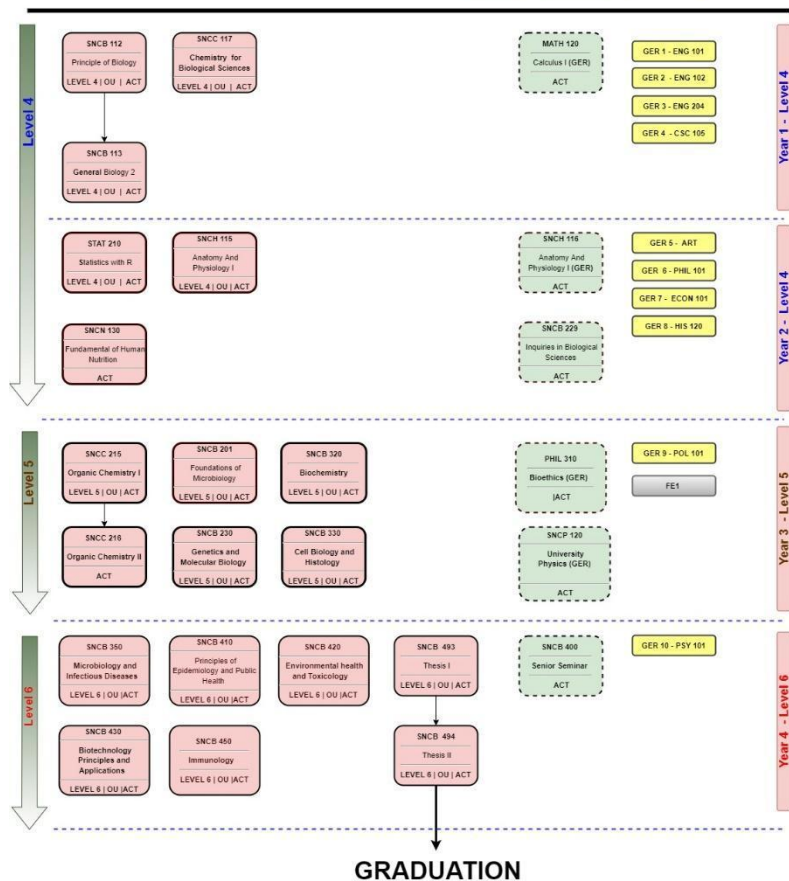 Level 4
SNCB 112
Principle of Biology
LEVEL 4 | OU | ACT
SNCC 117
Chemistry for
Biological Sciences
LEVEL 4 | OU | ACT
MATH 120
Calculus I (GER)
ACT
GER 1 - ENG 101
GER 2 - ENG 102
GER 3 - ENG 204
GER 4 - CSC 105
Year 1 - Level 4
SNCB 113
General Biology 2
LEVEL 4 | OU | ACT
STAT 210
Statistics with R
LEVEL 4 | OU | ACT
SNCH 115
Anatomy And
Physiology I
LEVEL 4 | OU | ACT
SNCH 116
Anatomy And
Physiology I (GER)
ACT
GER 5 - ART
GER 6 - PHIL 101
GER 7 - ECON 101
GER 8 - HIS 120
Year 2 - Level 4
SNCN 130
Fundamental of Human
Nutrition
ACT
SNCB 229
Inquiries in Biological
Sciences
ACT
Level 5
SNCC 215
Organic Chemistry I
LEVEL 5 | OU | ACT
SNCB 201
Foundations of
Microbiology
LEVEL 5 | OU | ACT
SNCB 320
Biochemistry
LEVEL 5 | OU | ACT
PHIL 310
Bioethics (GER)
|ACT
GER 9 - POL 101
FE1
Year 3 - Level 5
SNCC 216
Organic Chemistry II
ACT
SNCB 230
Genetics and
Molecular Biology
LEVEL 5 | OU | ACT
SNCB 330
Cell Biology and
Histology
LEVEL 5 | OU | ACT
SNCP 120
University
Physics (GER)
ACT
Level 6
SNCB 350
Microbiology and
Infectious Diseases
LEVEL 6 | OU |ACT
SNCB 410
Principles of
Epidemiology and Public
Health
LEVEL 6 | OU |ACT
SNCB 420
Environmental health
and Toxicology
LEVEL 6 | OU |ACT
SNCB 493
Thesis I
LEVEL 6 | OU | ACT
SNCB 400
Senior Seminar
ACT
GER 10 - PSY 101
Year 4 - Level 6
SNCB 430
Biotechnology
Principles and
Applications
LEVEL 6 | OU |ACT
SNCB 450
Immunology
LEVEL 6 | OU |ACT
SNCB 494
Thesis II
LEVEL 6 | OU | ACT
GRADUATION